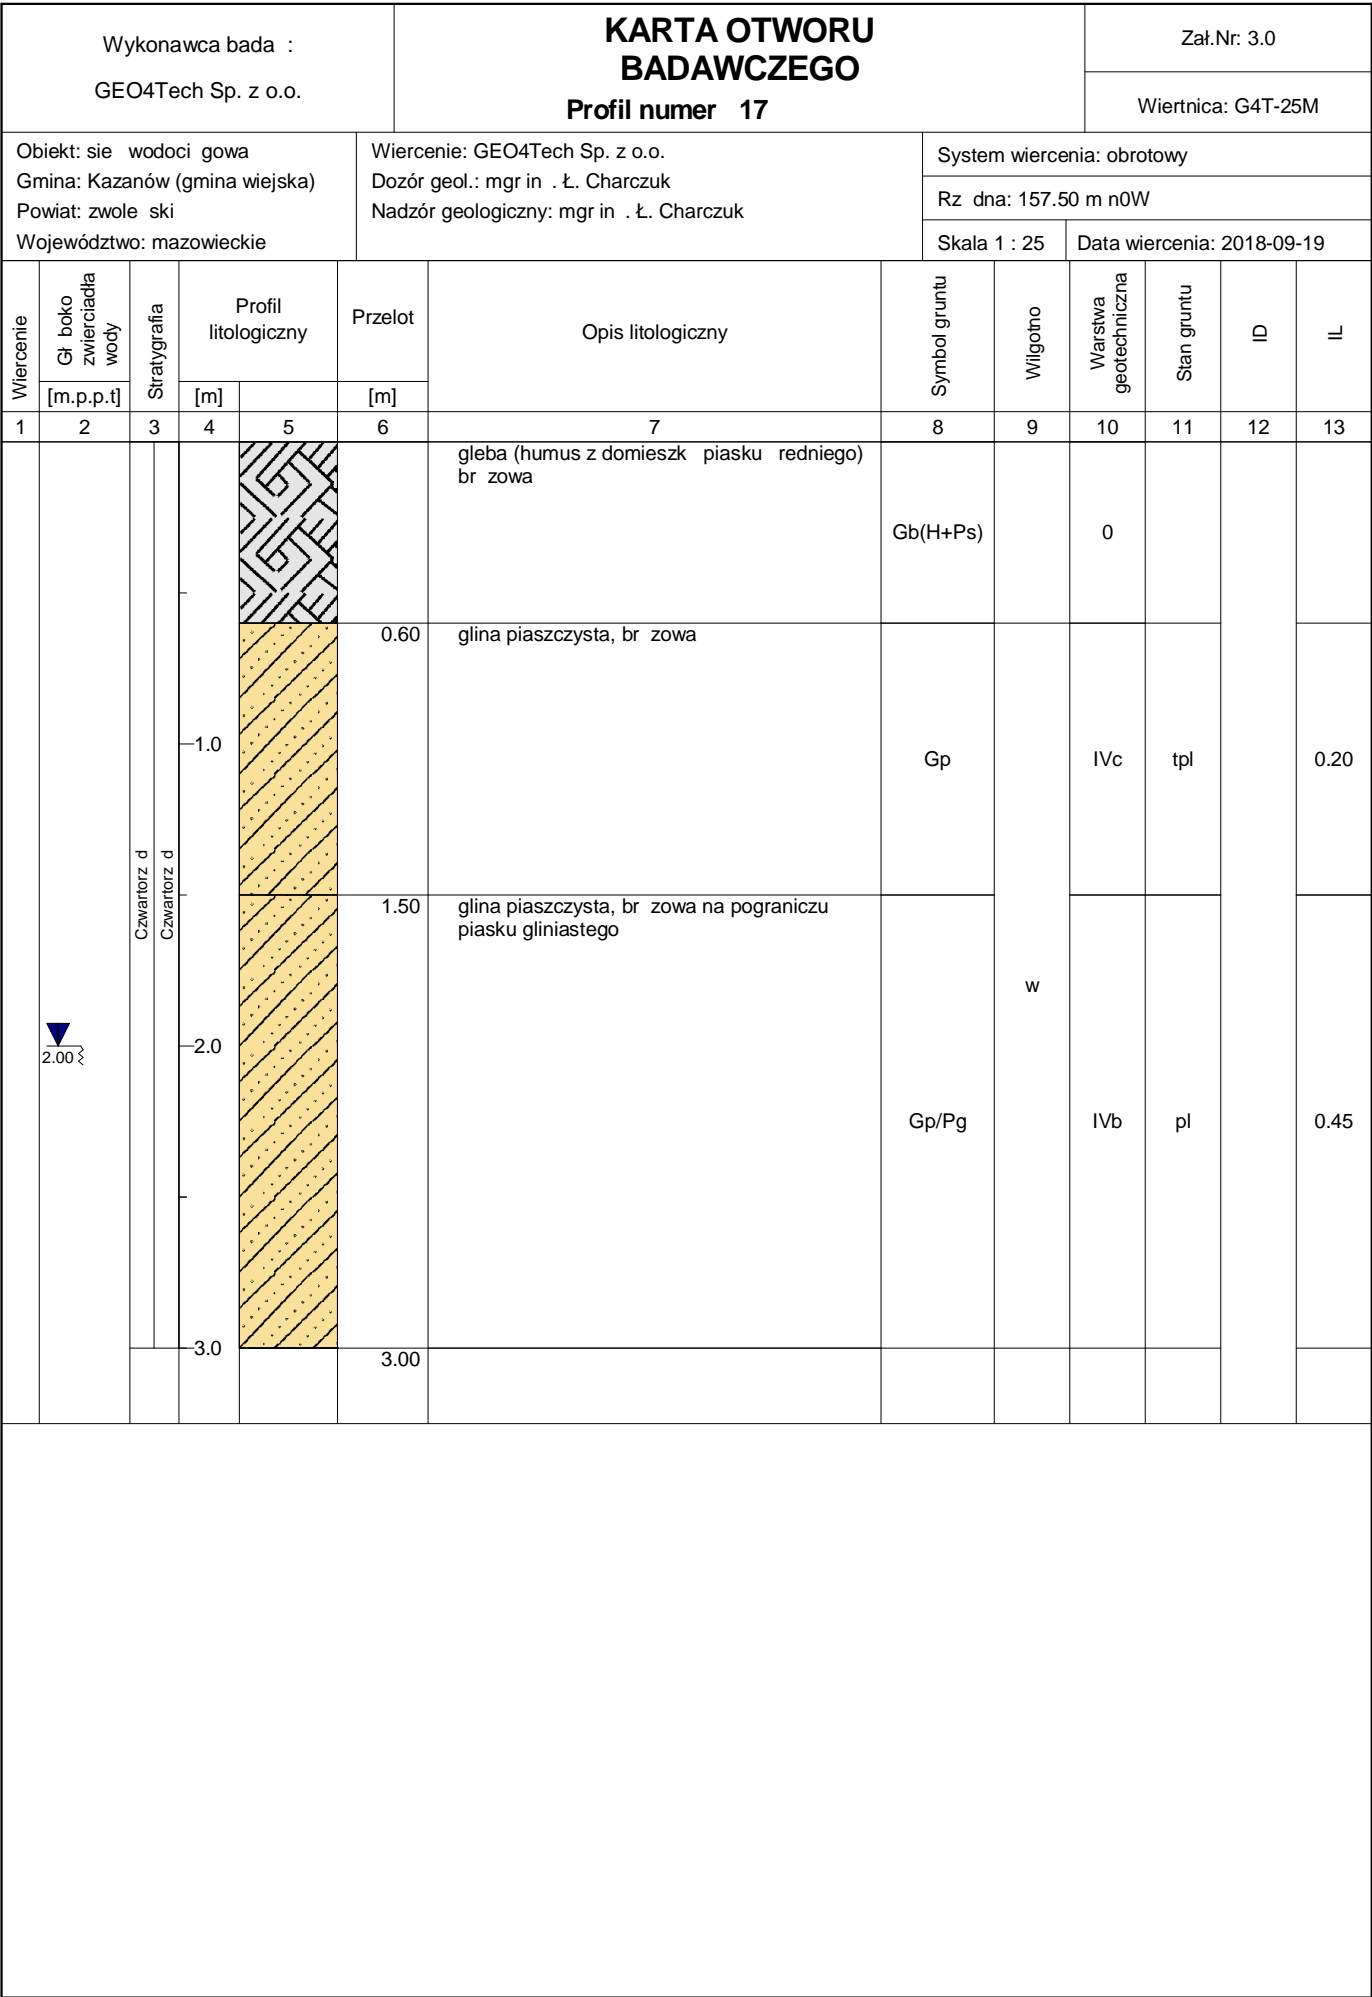 Wykonawca bada :
GEO4Tech Sp. z o.o.
KARTA OTWORU
BADAWCZEGO
Profil numer 17
Zał.Nr: 3.0
Wiertnica: G4T-25M
Obiekt: sie wodoci gowa
Gmina: Kazanów (gmina wiejska)
Powiat: zwole ski
Województwo: mazowieckie
Wiercenie: GEO4Tech Sp. z o.o.
Dozór geol.: mgr in . Ł. Charczuk
Nadzór geologiczny: mgr in . Ł. Charczuk
System wiercenia: obrotowy
Rz dna: 157.50 m n0W
Skala 1 : 25
Data wiercenia: 2018-09-19
Wiercenie
Gł boko
zwierciadła
wody
[m.p.p.t]
Stratygrafia
Profil
litologiczny
[m]
Przelot
[m]
Opis litologiczny
Symbol gruntu
Wilgotno
Warstwa
geotechniczna
Stan gruntu
ID
IL
1 2 3 4 5 6 7 8 9 10 11 12 13
gleba (humus z domieszk piasku redniego)
br zowa
Gb(H+Ps)
0
0.60
glina piaszczysta, br zowa
1.0
Gp
IVc
tpl
0.20
Czwartorz d
Czwartorz d
1.50
glina piaszczysta, br zowa na pograniczu
piasku gliniastego
w
2.00
2.0
Gp/Pg
IVb
pl
0.45
3.0
3.00